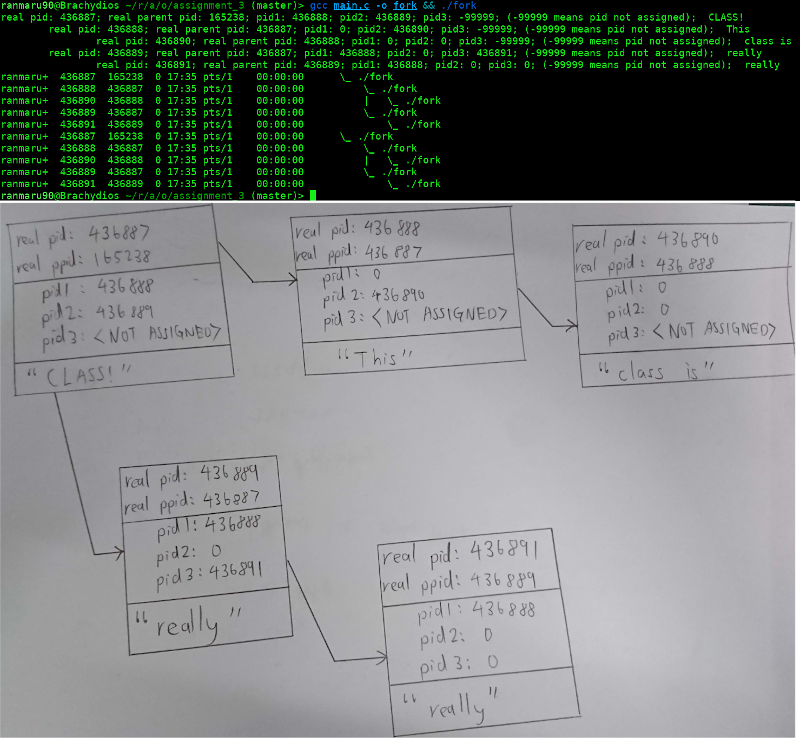 ranmaru90@Brachydios ~/r/a/o/assignment_3 (master)> gcc main.c -o fork && ./fork
real pid: 436887; real parent pid: 165238; pid1: 436888; pid2: 436889; pid3: -99999; (-99999 means pid not assigned);  CLASS!
real pid: 436888; real parent pid: 436887; pid1: 0; pid2: 436890; pid3: -99999; (-99999 means pid not assigned);  This
real pid: 436890; real parent pid: 436888; pid1: 0; pid2: 0; pid3: -99999; (-99999 means pid not assigned);  class is
real pid: 436889; real parent pid: 436887; pid1: 436888; pid2: 0; pid3: 436891; (-99999 means pid not assigned);  really
real pid: 436891; real parent pid: 436889; pid1: 436888; pid2: 0; pid3: 0; (-99999 means pid not assigned);  really
ranmaru+  436887  165238  0 17:35 pts/1    00:00:00      \_ ./fork
ranmaru+  436888  436887  0 17:35 pts/1    00:00:00          \_ ./fork
ranmaru+  436890  436888  0 17:35 pts/1    00:00:00          |   \_ ./fork
ranmaru+  436889  436887  0 17:35 pts/1    00:00:00          \_ ./fork
ranmaru+  436891  436889  0 17:35 pts/1    00:00:00              \_ ./fork
ranmaru+  436887  165238  0 17:35 pts/1    00:00:00      \_ ./fork
ranmaru+  436888  436887  0 17:35 pts/1    00:00:00          \_ ./fork
ranmaru+  436890  436888  0 17:35 pts/1    00:00:00          |   \_ ./fork
ranmaru+  436889  436887  0 17:35 pts/1    00:00:00          \_ ./fork
ranmaru+  436891  436889  0 17:35 pts/1    00:00:00              \_ ./fork
ranmaru90@Brachydios ~/r/a/o/assignment_3 (master)>
real pid: 436887
real ppid: 165238
pid1: 436888
pid2: 436889
pid3: <NOT ASSIGNED>
"CLASS!"
real pid: 436888
real ppid: 436887
pid1: 0
pid2: 436890
pid3: <NOT ASSIGNED>
"This"
real pid: 436890
real ppid: 436888
pid1: 0
pid2: 0
pid3: <NOT ASSIGNED>
"class is"
real pid: 436889
real ppid: 436887
pid1: 436888
pid2: 0
pid3: 436891
"really"
real pid: 436891
real ppid: 436889
pid1: 436888
pid2: 0
pid3: 0
"really"